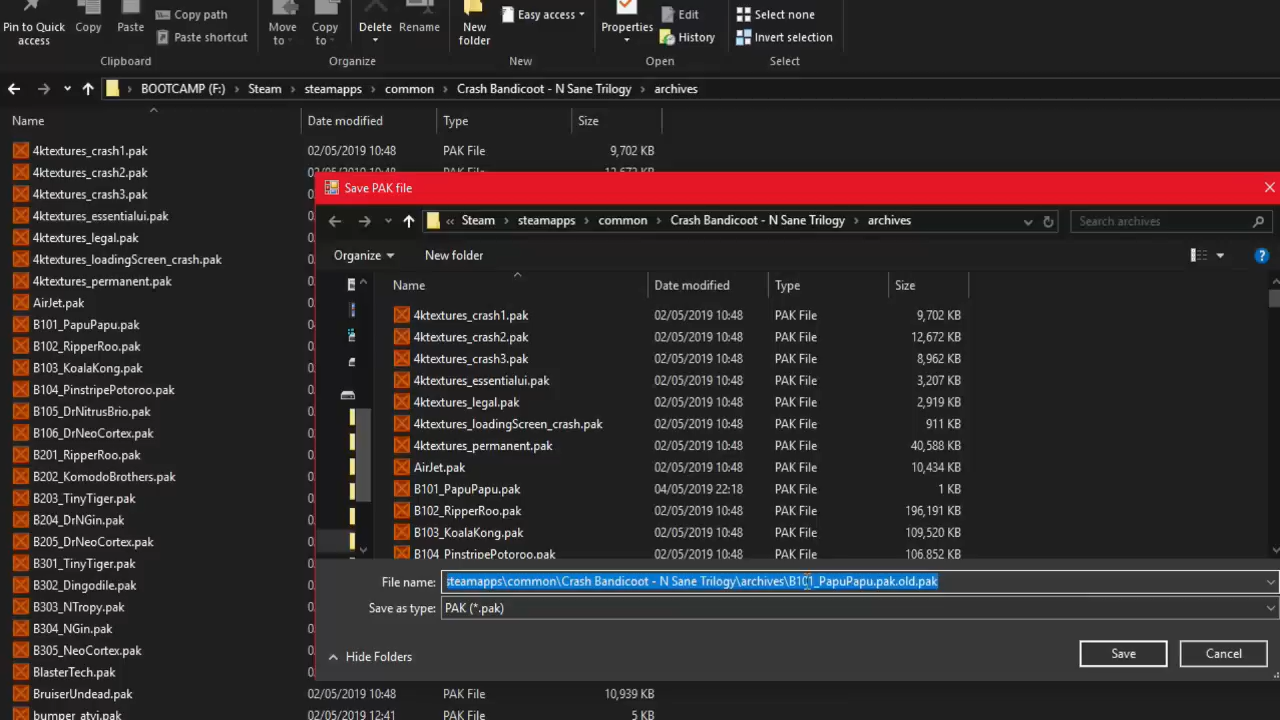 Pin to Quick access
Copy
Paste
Copy path
Paste shortcut
Move to
Copy to
Delete
Rename
New folder
Easy access
Properties
Edit
History
Select none
Invert selection
Clipboard
Organize
New
Open
Select
BOOTCAMP (F:) › Steam › steamapps › common › Crash Bandicoot - N Sane Trilogy › archives
Name Date modified Type Size
4ktextures_crash1.pak 02/05/2019 10:48 PAK File 9,702 KB
4ktextures_crash2.pak 02/05/2019 10:48 PAK File 12,672 KB
4ktextures_crash3.pak
4ktextures_essentialui.pak
4ktextures_legal.pak
4ktextures_loadingScreen_crash.pak
4ktextures_permanent.pak
AirJet.pak
B101_PapuPapu.pak
B102_RipperRoo.pak
B103_KoalaKong.pak
B104_PinstripePotoroo.pak
B105_DrNitrusBrio.pak
B106_DrNeoCortex.pak
B201_RipperRoo.pak
B202_KomodoBrothers.pak
B203_TinyTiger.pak
B204_DrNGin.pak
B205_DrNeoCortex.pak
B301_TinyTiger.pak
B302_Dingodile.pak
B303_NTropy.pak
B304_NGin.pak
B305_NeoCortex.pak
BlasterTech.pak
BruiserUndead.pak 02/05/2019 10:48 PAK File 10,939 KB
bumper_atvi.pak 02/05/2019 12:41 PAK File 5 KB
Save PAK file
« Steam › steamapps › common › Crash Bandicoot - N Sane Trilogy › archives
Search archives
Organize New folder
Name Date modified Type Size
4ktextures_crash1.pak 02/05/2019 10:48 PAK File 9,702 KB
4ktextures_crash2.pak 02/05/2019 10:48 PAK File 12,672 KB
4ktextures_crash3.pak 02/05/2019 10:48 PAK File 8,962 KB
4ktextures_essentialui.pak 02/05/2019 10:48 PAK File 3,207 KB
4ktextures_legal.pak 02/05/2019 10:48 PAK File 2,919 KB
4ktextures_loadingScreen_crash.pak 02/05/2019 10:48 PAK File 911 KB
4ktextures_permanent.pak 02/05/2019 10:48 PAK File 40,588 KB
AirJet.pak 02/05/2019 10:48 PAK File 10,434 KB
B101_PapuPapu.pak 04/05/2019 22:18 PAK File 1 KB
B102_RipperRoo.pak 02/05/2019 10:48 PAK File 196,191 KB
B103_KoalaKong.pak 02/05/2019 10:48 PAK File 109,520 KB
B104_PinstripePotoroo.pak 02/05/2019 10:48 PAK File 106,852 KB
File name: steamapps\common\Crash Bandicoot - N Sane Trilogy\archives\B101_PapuPapu.pak.old.pak
Save as type: PAK (*.pak)
Hide Folders
Save
Cancel